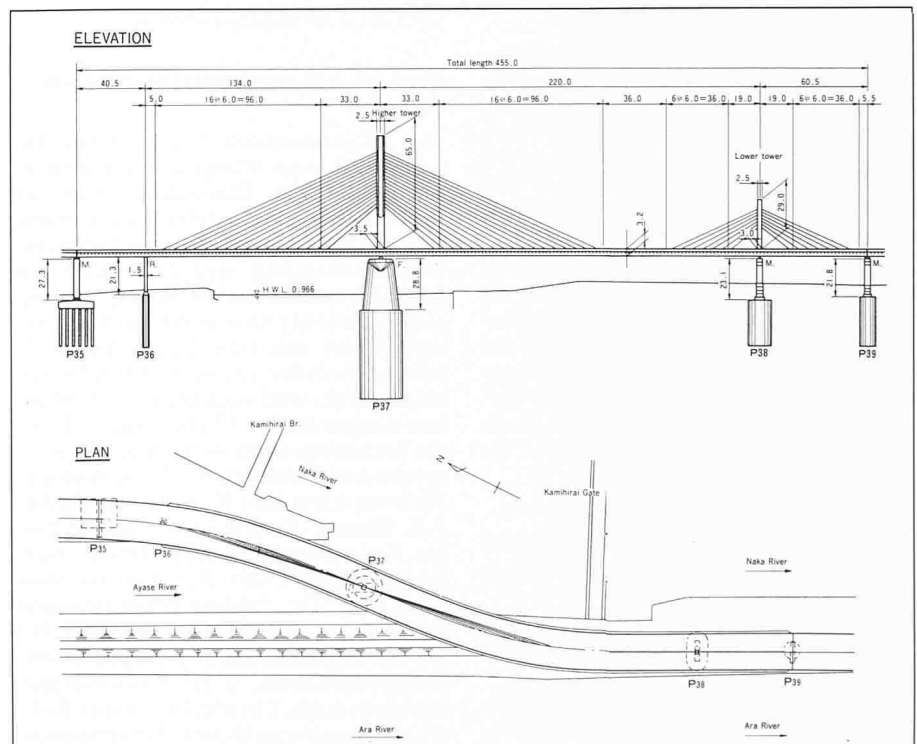 ELEVATION
Total length 455.0
40.5 134.0 220.0 60.5
5.0 16@6.0=96.0 33.0 33.0 16@6.0=96.0 36.0 6@6.0=36.0 19.0 19.0 6@6.0=36.0 5.5
2.5 Higher tower
65.0
Lower tower
2.5
29.0
3.5
3.2
3.0
M. R. F. M. M.
27.3 21.3 1.5 28.8 23.1 21.8
H.W.L. 0.966
P35 P36 P37 P38 P39
PLAN
Kamihirai Br.
Naka River
N
Kamihirai Gate
P35 P36 P37
Naka River
Ayase River
P38 P39
Ara River Ara River